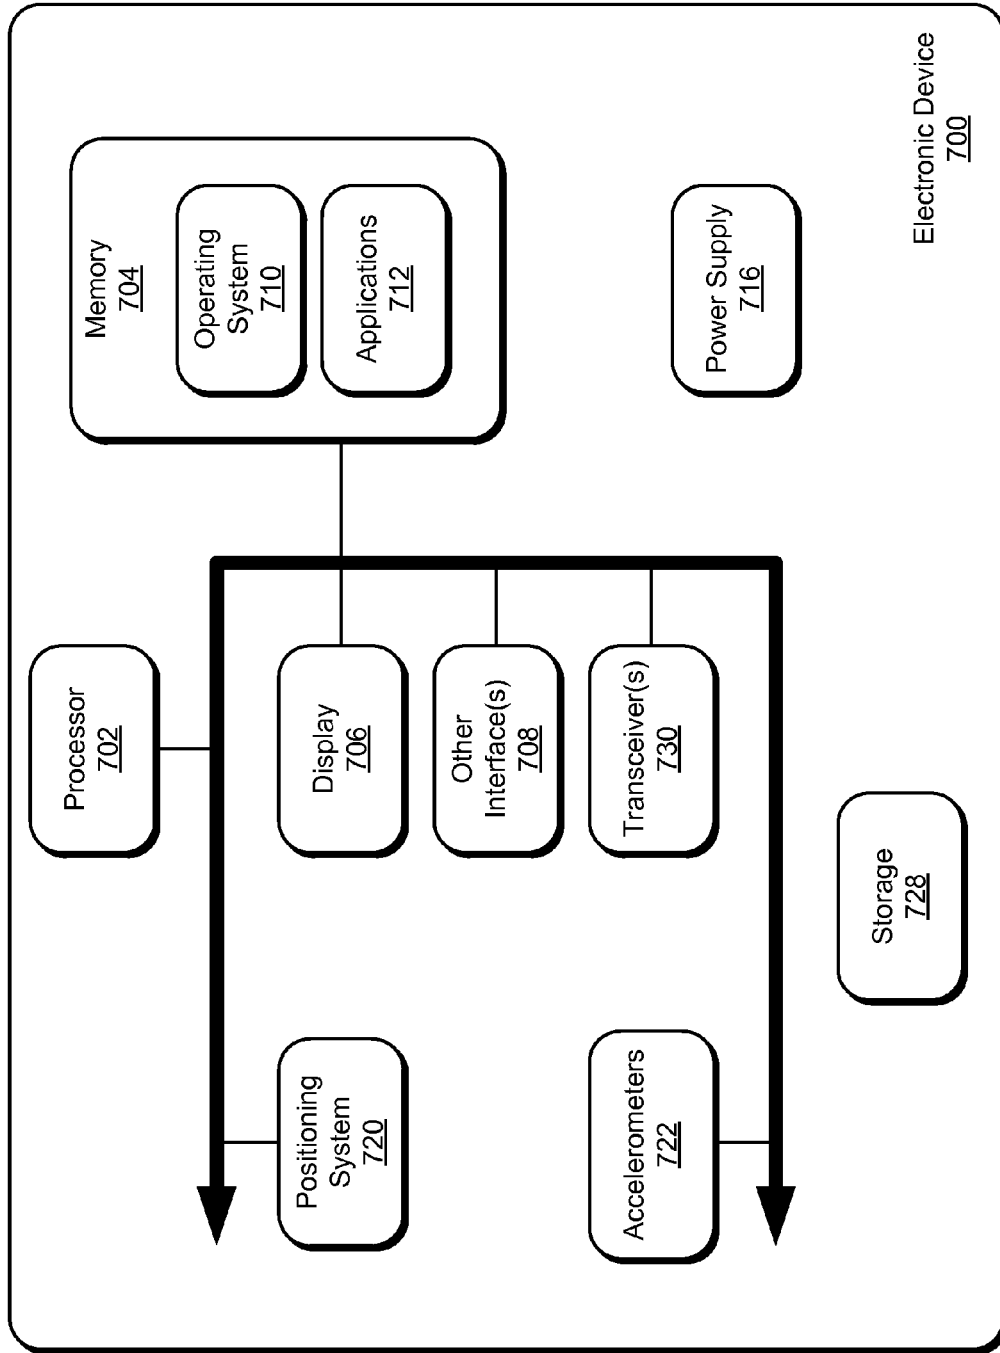 Processor
702
Memory
704
Operating
System
710
Applications
712
Positioning
System
720
Display
706
Other
Interface(s)
708
Transceiver(s)
730
Accelerometers
722
Storage
728
Power Supply
716
Electronic Device
700